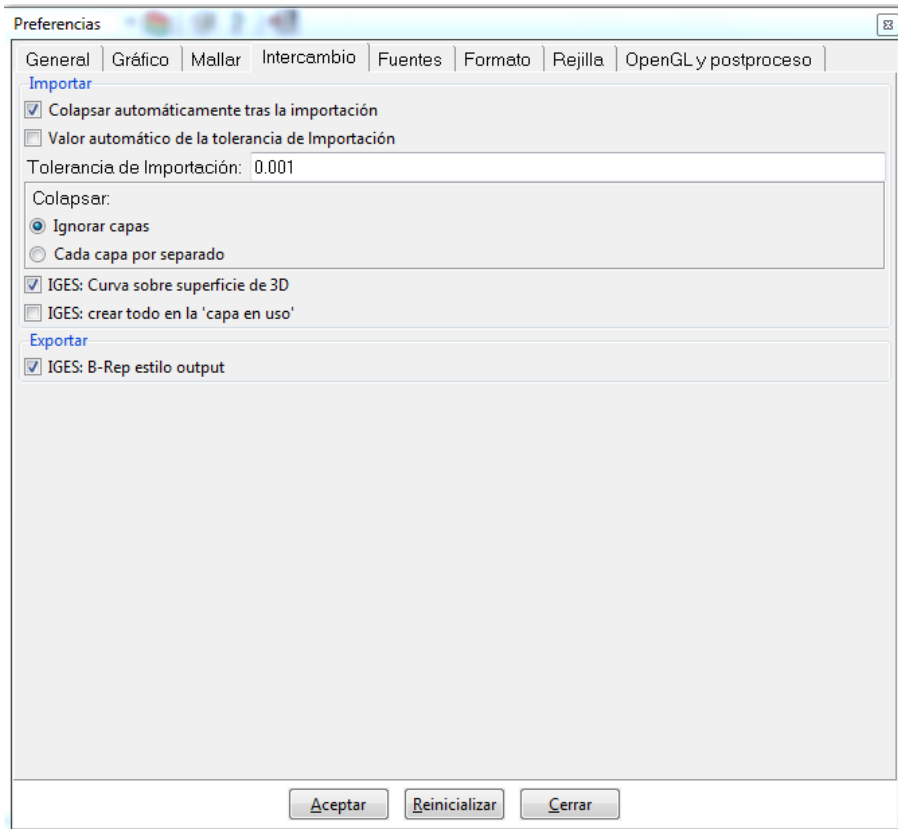 Preferencias
General Gráfico Mallar Intercambio Fuentes Formato Rejilla OpenGL y postproceso
Importar
Colapsar automáticamente tras la importación
Valor automático de la tolerancia de Importación
Tolerancia de Importación: 0.001
Colapsar:
Ignorar capas
Cada capa por separado
IGES: Curva sobre superficie de 3D
IGES: crear todo en la 'capa en uso'
Exportar
IGES: B-Rep estilo output
Aceptar Reinicializar Cerrar